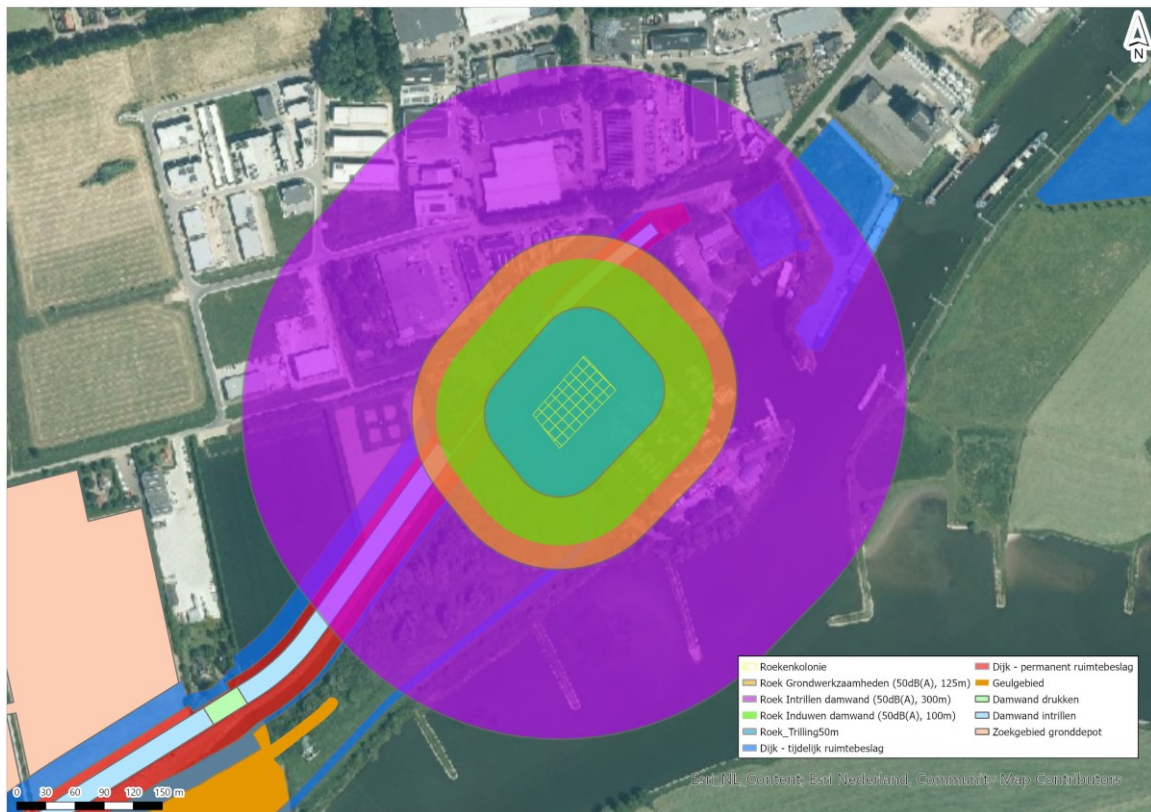 N
Roekenkolonie
Roek Grondwerkzaamheden (50dB(A), 125m)
Roek Intrillen damwand (50dB(A), 300m)
Roek Induwen damwand (50dB(A), 100m)
Roek_Trilling50m
Dijk - tijdelijk ruimtebeslag
Dijk - permanent ruimtebeslag
Geulgebied
Damwand drukken
Damwand intrillen
Zoekgebied gronddepot
Esri_NL_Content, Esri Nederland, Community Map Contributors
0 30 60 90 120 150 m